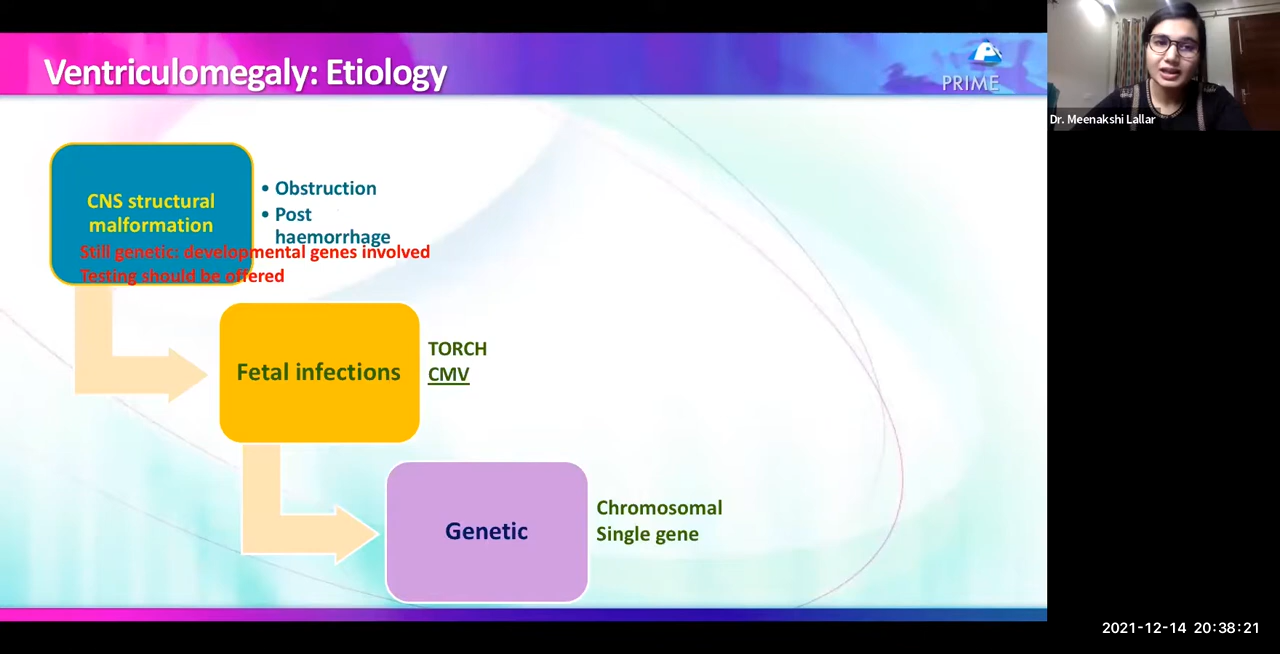 Ventriculomegaly: Etiology
PRIME
Dr. Meenakshi Lallar
CNS structural
malformation
• Obstruction
• Post
haemorrhage
Still genetic: developmental genes involved
Testing should be offered
Fetal infections
TORCH
CMV
Genetic
Chromosomal
Single gene
2021-12-14 20:38:21